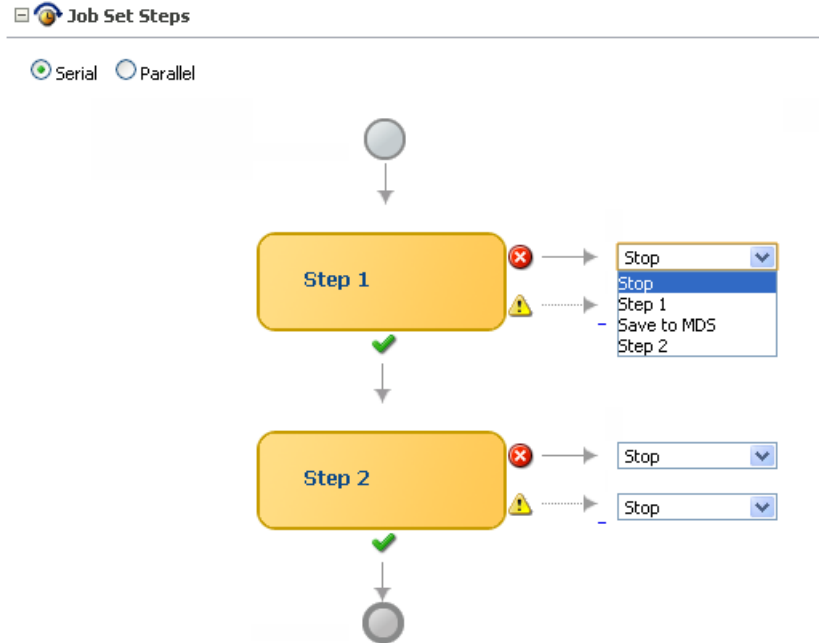 Job Set Steps
Serial Parallel
Step 1
Stop
Stop
Step 1
Save to MDS
Step 2
Step 2
Stop
Stop